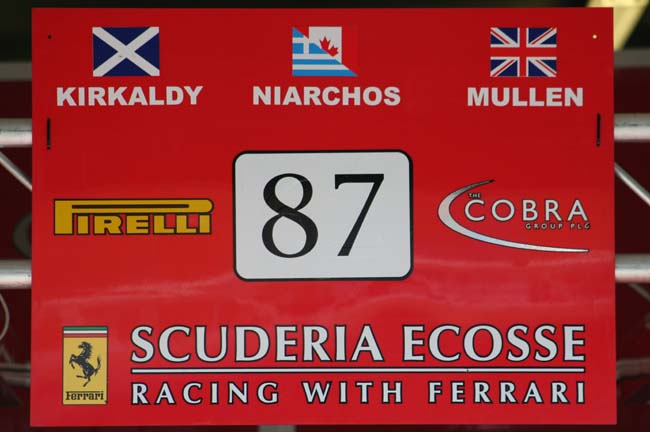 KIRKALDY NIARCHOS MULLEN
PIRELLI 87 THE COBRA GROUP PLC
SCUDERIA ECOSSE
Ferrari RACING WITH FERRARI